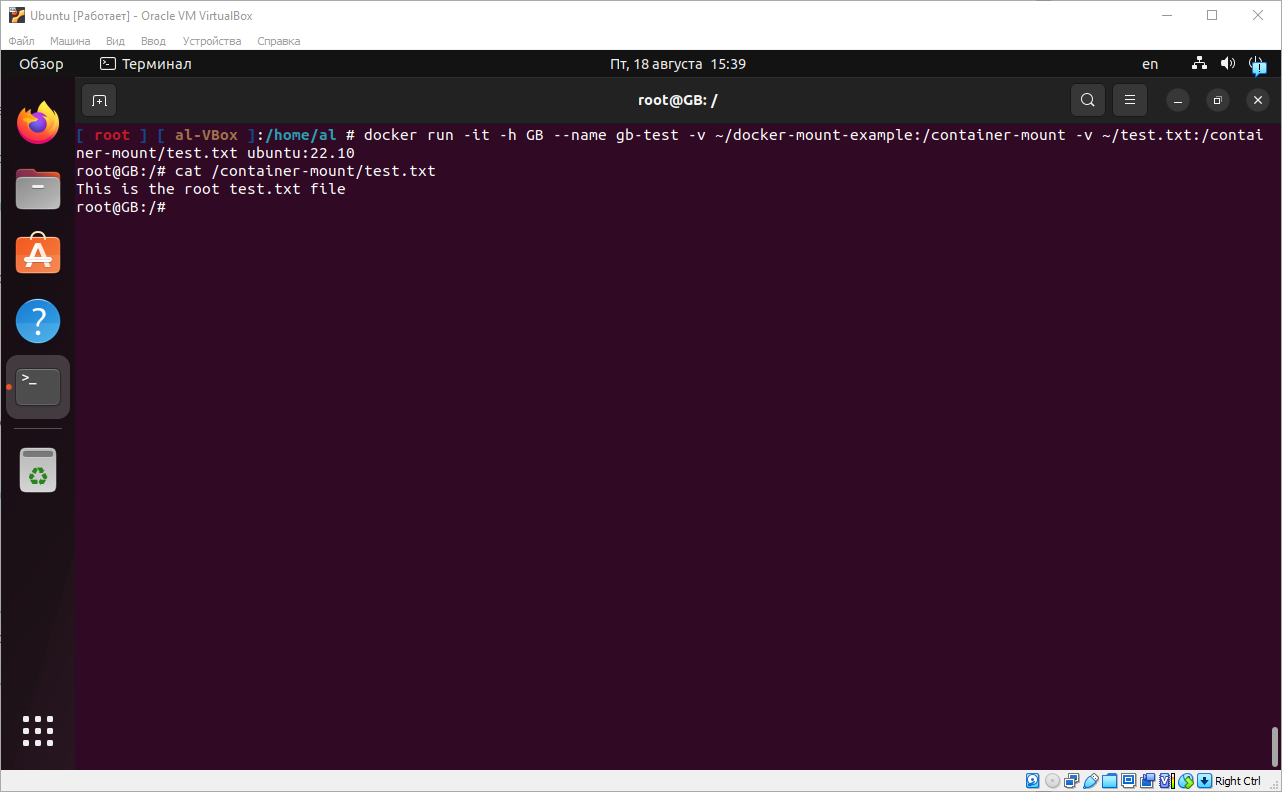 Ubuntu [Работает] - Oracle VM VirtualBox
Файл Машина Вид Ввод Устройства Справка
Обзор Терминал Пт, 18 августа 15:39 en
root@GB: /
[ root ] [ al-VBox ]:/home/al # docker run -it -h GB --name gb-test -v ~/docker-mount-example:/container-mount -v ~/test.txt:/contai
ner-mount/test.txt ubuntu:22.10
root@GB:/# cat /container-mount/test.txt
This is the root test.txt file
root@GB:/#
Right Ctrl